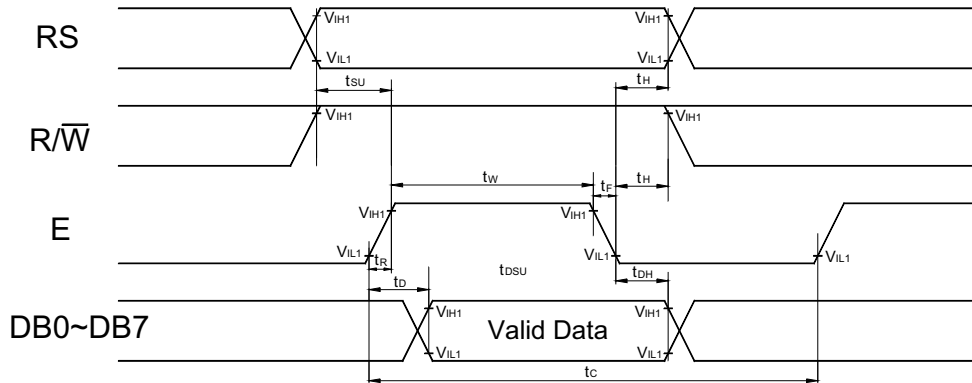 RS
VIH1
VIH1
VIL1
VIL1
tSU
tH
R/W̅
VIH1
VIH1
tW
tF
tH
E
VIH1
VIH1
VIL1
VIL1
VIL1
tR
tDSU
tDH
tD
DB0~DB7
VIH1
Valid Data
VIH1
VIL1
VIL1
tC